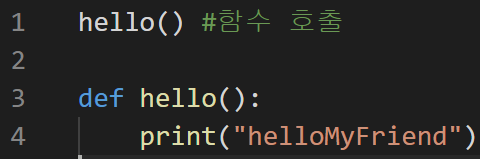 1 hello() #함수 호출
2
3 def hello():
4 print("helloMyFriend")